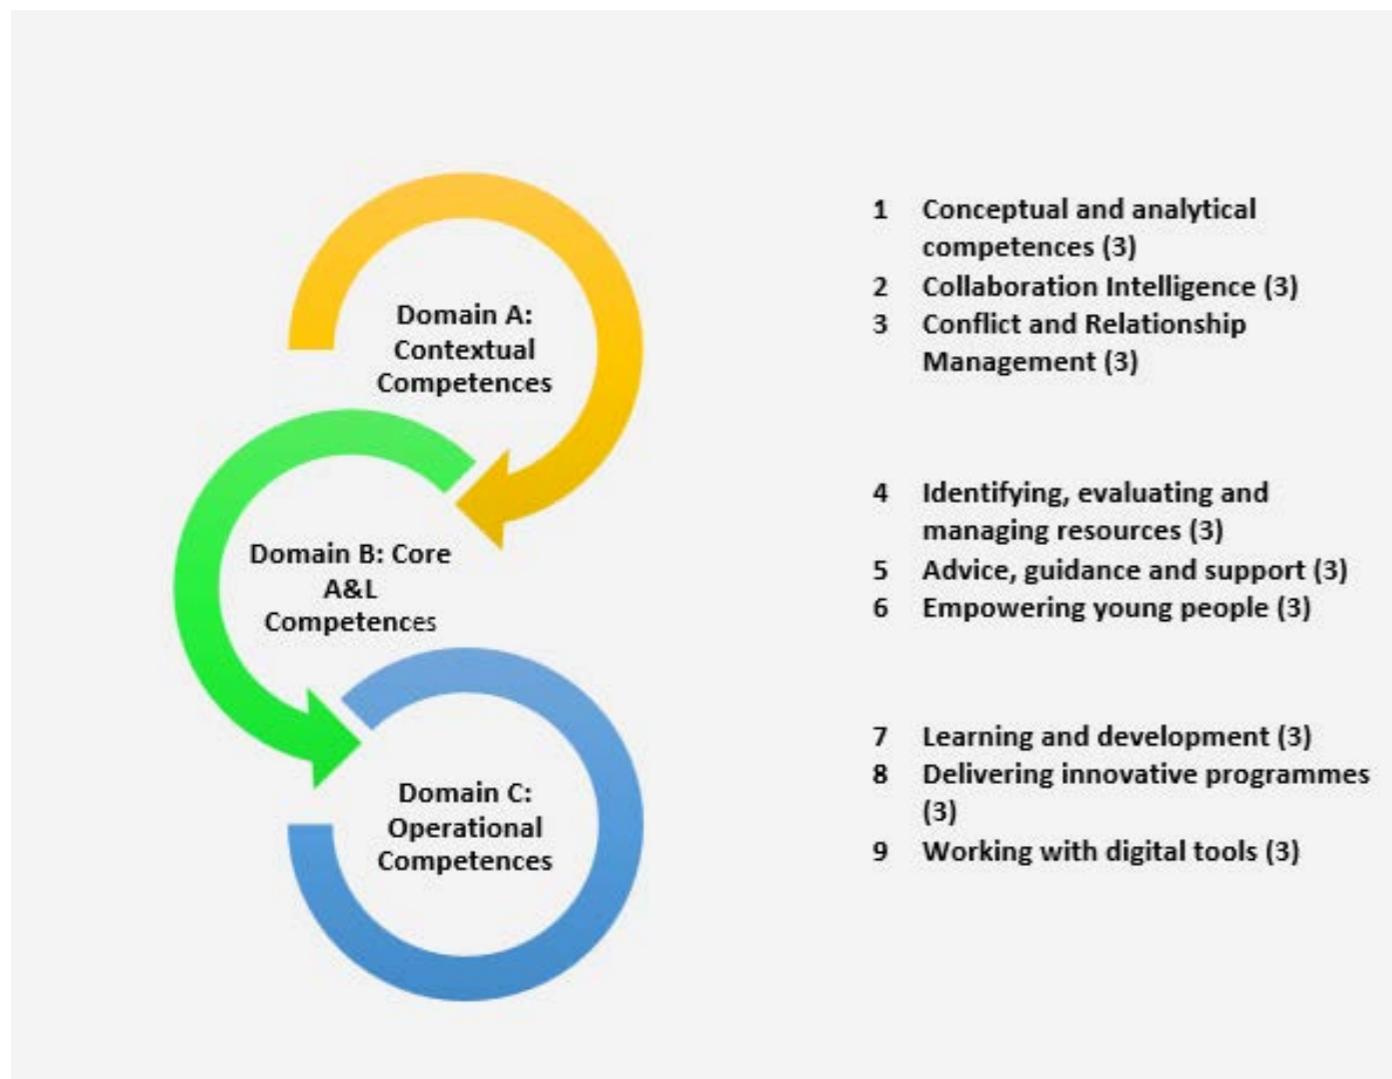 Domain A:
Contextual
Competences
1 Conceptual and analytical
competences (3)
2 Collaboration Intelligence (3)
3 Conflict and Relationship
Management (3)
Domain B: Core
A&L
Competences
4 Identifying, evaluating and
managing resources (3)
5 Advice, guidance and support (3)
6 Empowering young people (3)
Domain C:
Operational
Competences
7 Learning and development (3)
8 Delivering innovative programmes
(3)
9 Working with digital tools (3)